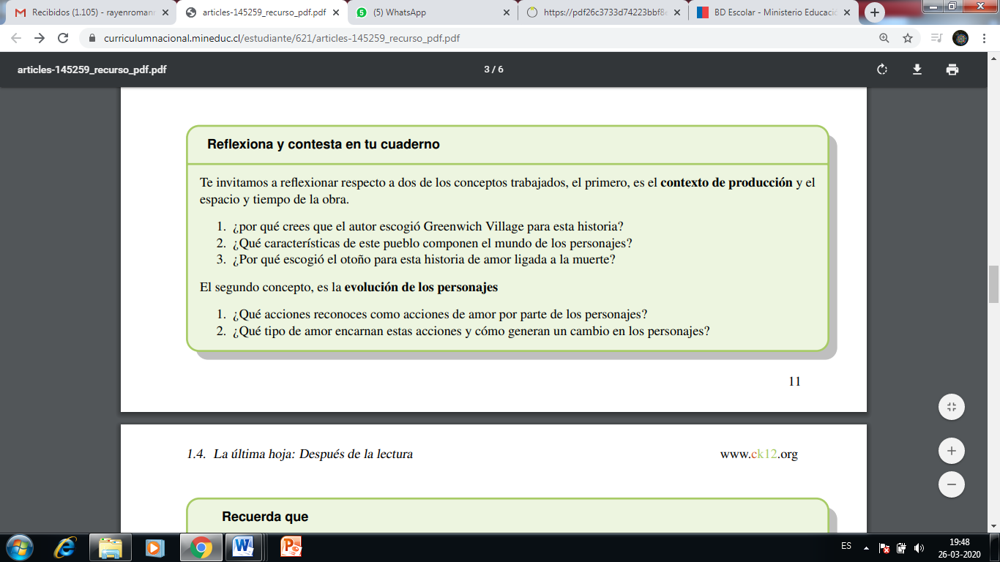 Recibidos (1.105) - rayenromann
articles-145259_recurso_pdf.pdf
(5) WhatsApp
https://pdf26c3733d74223bbf8
BD Escolar - Ministerio Educació
curriculumnacional.mineduc.cl/estudiante/621/articles-145259_recurso_pdf.pdf
articles-145259_recurso_pdf.pdf
3 / 6
Reflexiona y contesta en tu cuaderno
Te invitamos a reflexionar respecto a dos de los conceptos trabajados, el primero, es el contexto de producción y el
espacio y tiempo de la obra.
1. ¿por qué crees que el autor escogió Greenwich Village para esta historia?
2. ¿Qué características de este pueblo componen el mundo de los personajes?
3. ¿Por qué escogió el otoño para esta historia de amor ligada a la muerte?
El segundo concepto, es la evolución de los personajes
1. ¿Qué acciones reconoces como acciones de amor por parte de los personajes?
2. ¿Qué tipo de amor encarnan estas acciones y cómo generan un cambio en los personajes?
11
1.4. La última hoja: Después de la lectura
www.ck12.org
Recuerda que
ES
19:48
26-03-2020